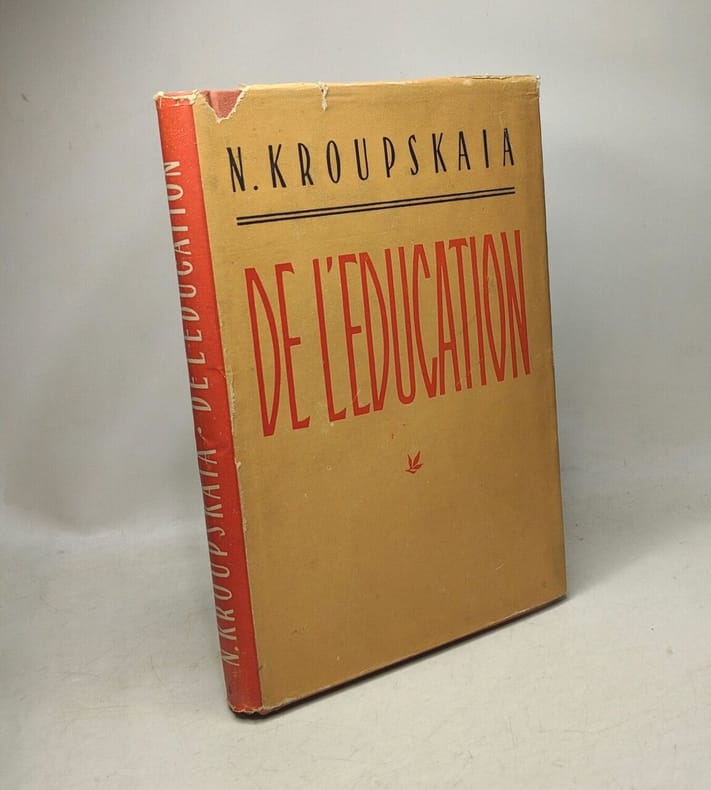 N. KROUPSKAIA
DE L'EDUCATION
N. KROUPSKAIA - DE L'EDUCATION